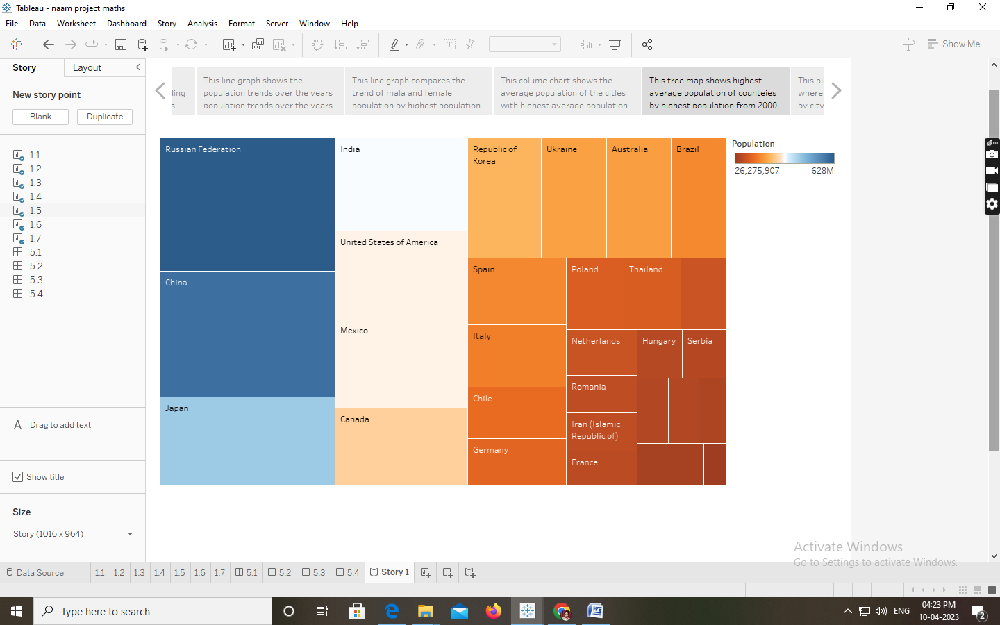 Tableau - naam project maths
File Data Worksheet Dashboard Story Analysis Format Server Window Help
Show Me
Story Layout
New story point
Blank Duplicate
1.1
1.2
1.3
1.4
1.5
1.6
1.7
5.1
5.2
5.3
5.4
A Drag to add text
Show title
Size
Story (1016 x 964)
This line graph shows the
population trends over the years
population trends over the years
This line graph compares the
trend of mala and female
population by highest population
This colume chart shows the
average population of the citles
with highest average population
This tree map shows highest
average population of counteies
by highest population from 2000 -
This pie
where
by city
Russian Federation
China
Japan
India
United States of America
Mexico
Canada
Republic of
Korea
Ukraine
Australia
Brazil
Spain
Italy
Chile
Germany
Poland
Thailand
Netherlands
Hungary
Serbia
Romania
Iran (Islamic
Republic of)
France
Population
26,275,907 628M
Activate Windows
Go to Settings to activate Windows.
Data Source 1.1 1.2 1.3 1.4 1.5 1.6 1.7 5.1 5.2 5.3 5.4 Story 1
Type here to search
ENG
04:23 PM
10-04-2023
2